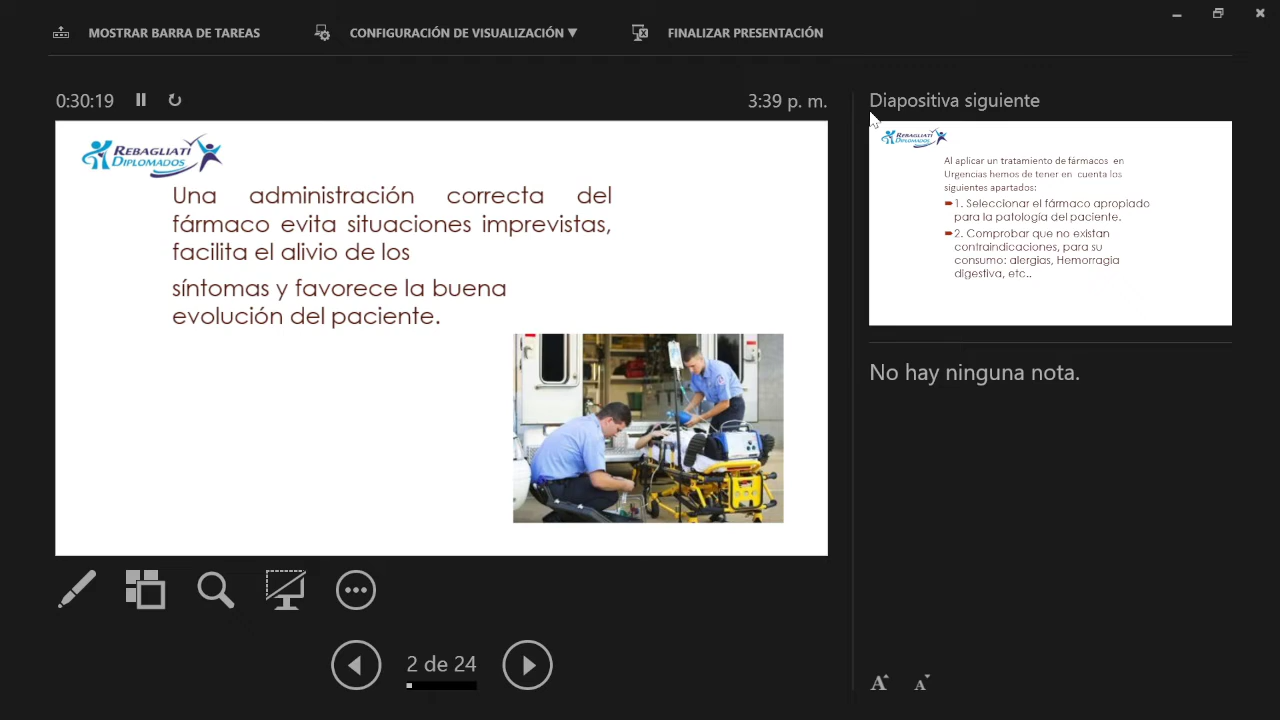 MOSTRAR BARRA DE TAREAS
CONFIGURACIÓN DE VISUALIZACIÓN ▼
FINALIZAR PRESENTACIÓN
0:30:19
3:39 p. m.
REBAGLIATI
DIPLOMADOS
Una administración correcta del
fármaco evita situaciones imprevistas,
facilita el alivio de los
síntomas y favorece la buena
evolución del paciente.
2 de 24
Diapositiva siguiente
REBAGLIATI
DIPLOMADOS
Al aplicar un tratamiento de fármacos en
Urgencias hemos de tener en cuenta los
siguientes apartados:
1. Seleccionar el fármaco apropiado
para la patología del paciente.
2. Comprobar que no existan
contraindicaciones, para su
consumo: alergias, Hemorragia
digestiva, etc..
No hay ninguna nota.
A A